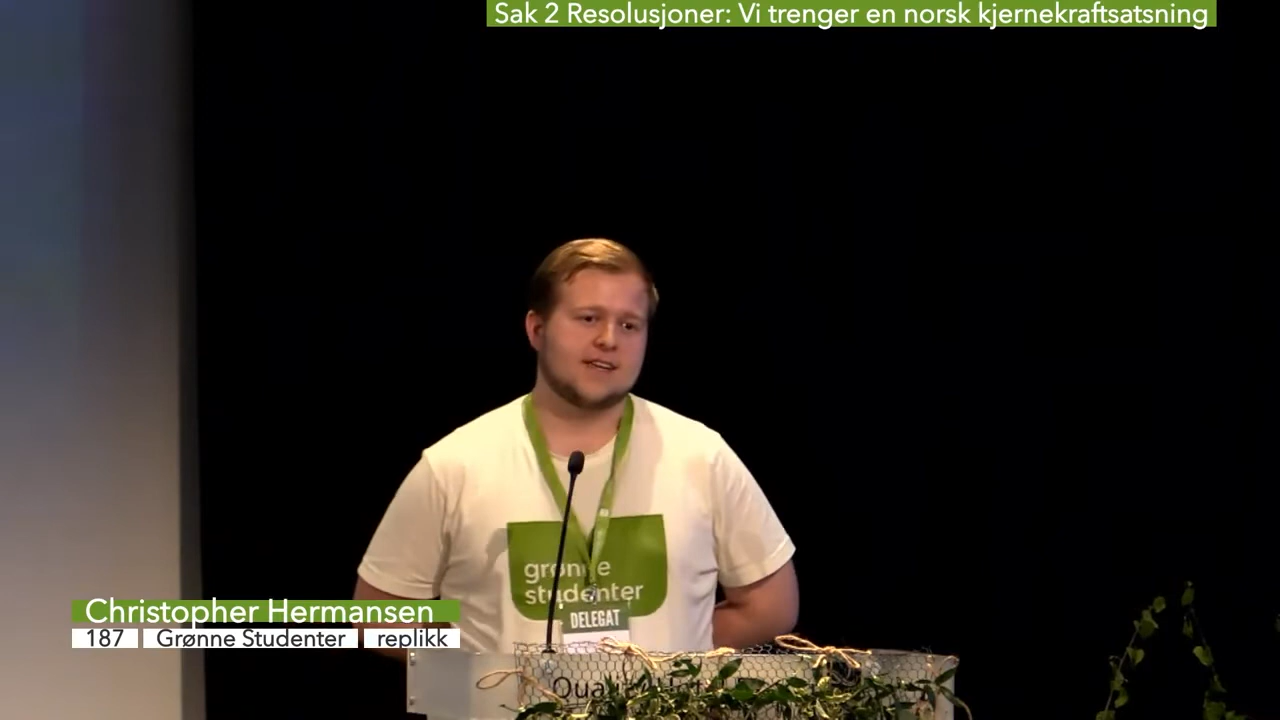 Sak 2 Resolusjoner: Vi trenger en norsk kjernekraftsatsning
grønne
studenter
DELEGAT
Christopher Hermansen
187 Grønne Studenter replikk